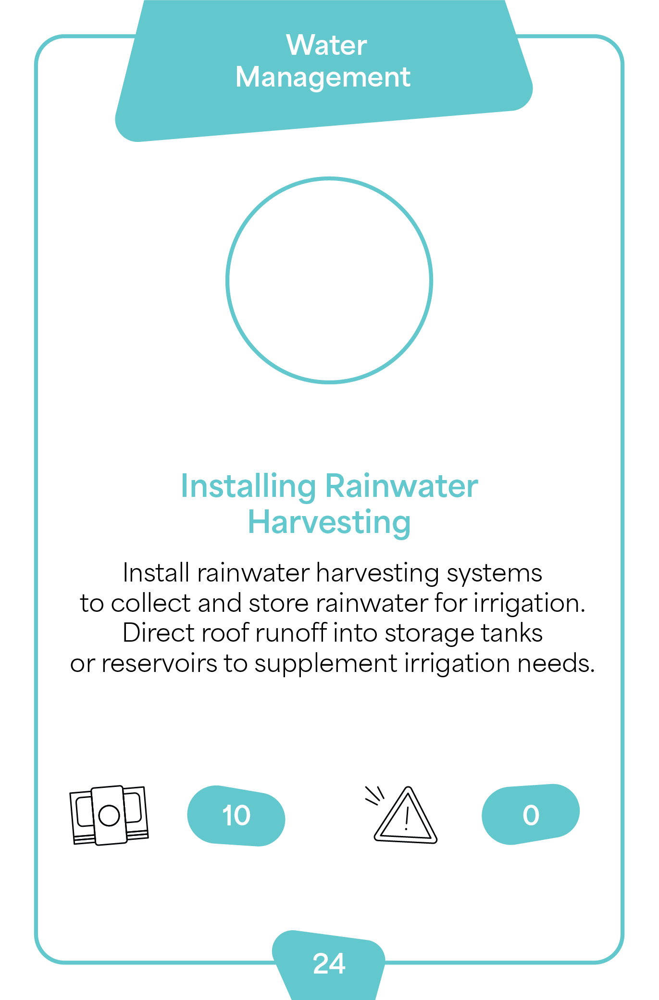 Water
Management
Installing Rainwater
Harvesting
Install rainwater harvesting systems
to collect and store rainwater for irrigation.
Direct roof runoff into storage tanks
or reservoirs to supplement irrigation needs.
10
!
0
24